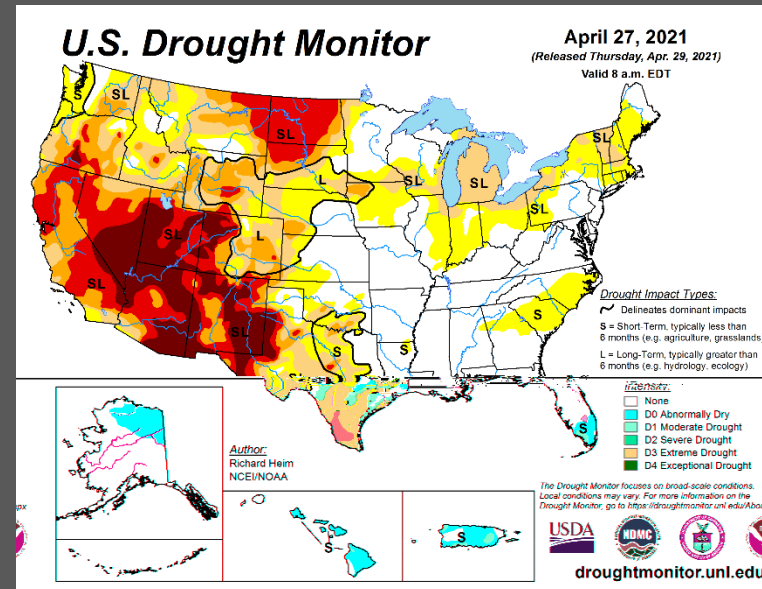 U.S. Drought Monitor
April 27, 2021
(Released Thursday, Apr. 29, 2021)
Valid 8 a.m. EDT
S
SL
SL
L
SL
SL
SL
SL
SL
L
SL
SL
S
S
S
Drought Impact Types:
Delineates dominant impacts
S = Short-Term, typically less than
6 months (e.g. agriculture, grasslands
L = Long-Term, typically greater than
6 months (e.g. hydrology, ecology)
Intensity:
None
D0 Abnormally Dry
D1 Moderate Drought
D2 Severe Drought
D3 Extreme Drought
D4 Exceptional Drought
S
Author:
Richard Heim
NCEI/NOAA
S
S
The Drought Monitor focuses on broad-scale conditions.
Local conditions may vary. For more information on the
Drought Monitor, go to https://droughtmonitor.unl.edu/Abou
USDA
NDMC
droughtmonitor.unl.edu